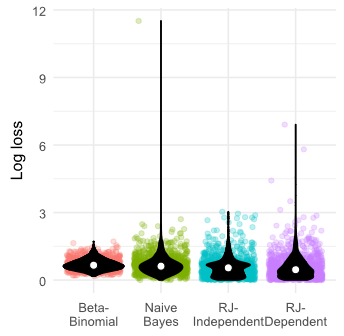 12
9
6
3
0
Log loss
Beta-
Binomial
Naive
Bayes
RJ-
Independent
RJ-
Dependent